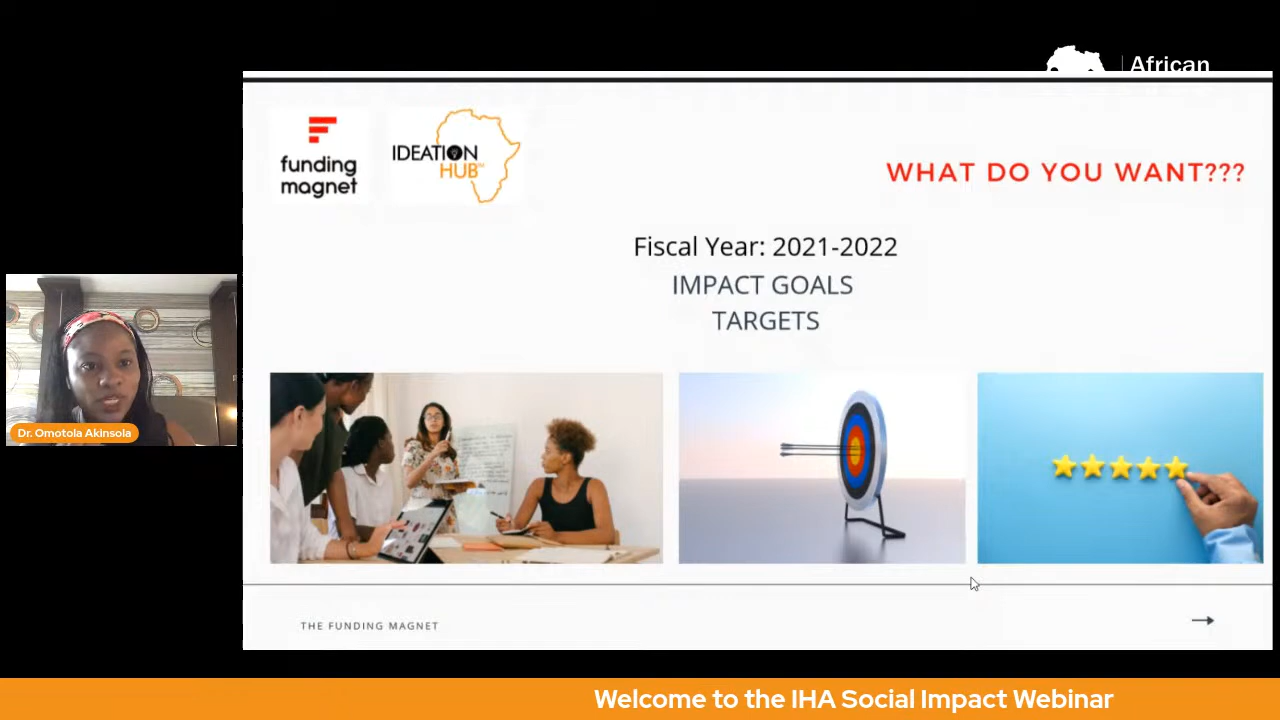 African
funding
magnet
IDEATION
HUB
WHAT DO YOU WANT???
Fiscal Year: 2021-2022
IMPACT GOALS
TARGETS
Dr. Omotola Akinsola
THE FUNDING MAGNET
Welcome to the IHA Social Impact Webinar